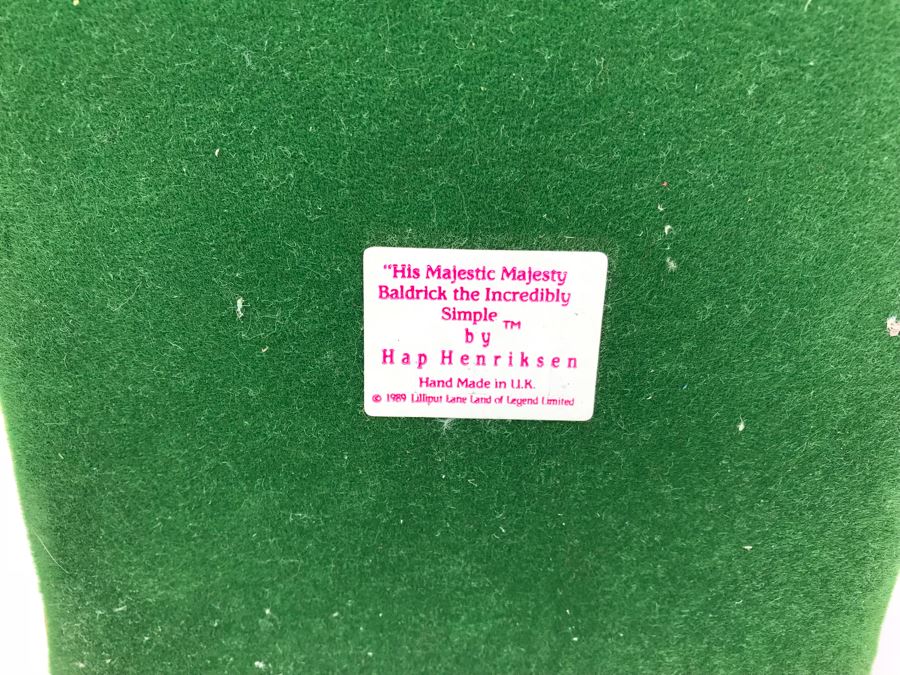 "His Majestic Majesty
Baldrick the Incredibly
Simple TM
by
Hap Henriksen
Hand Made in U.K.
© 1989 Lilliput Lane Land of Legend Limited